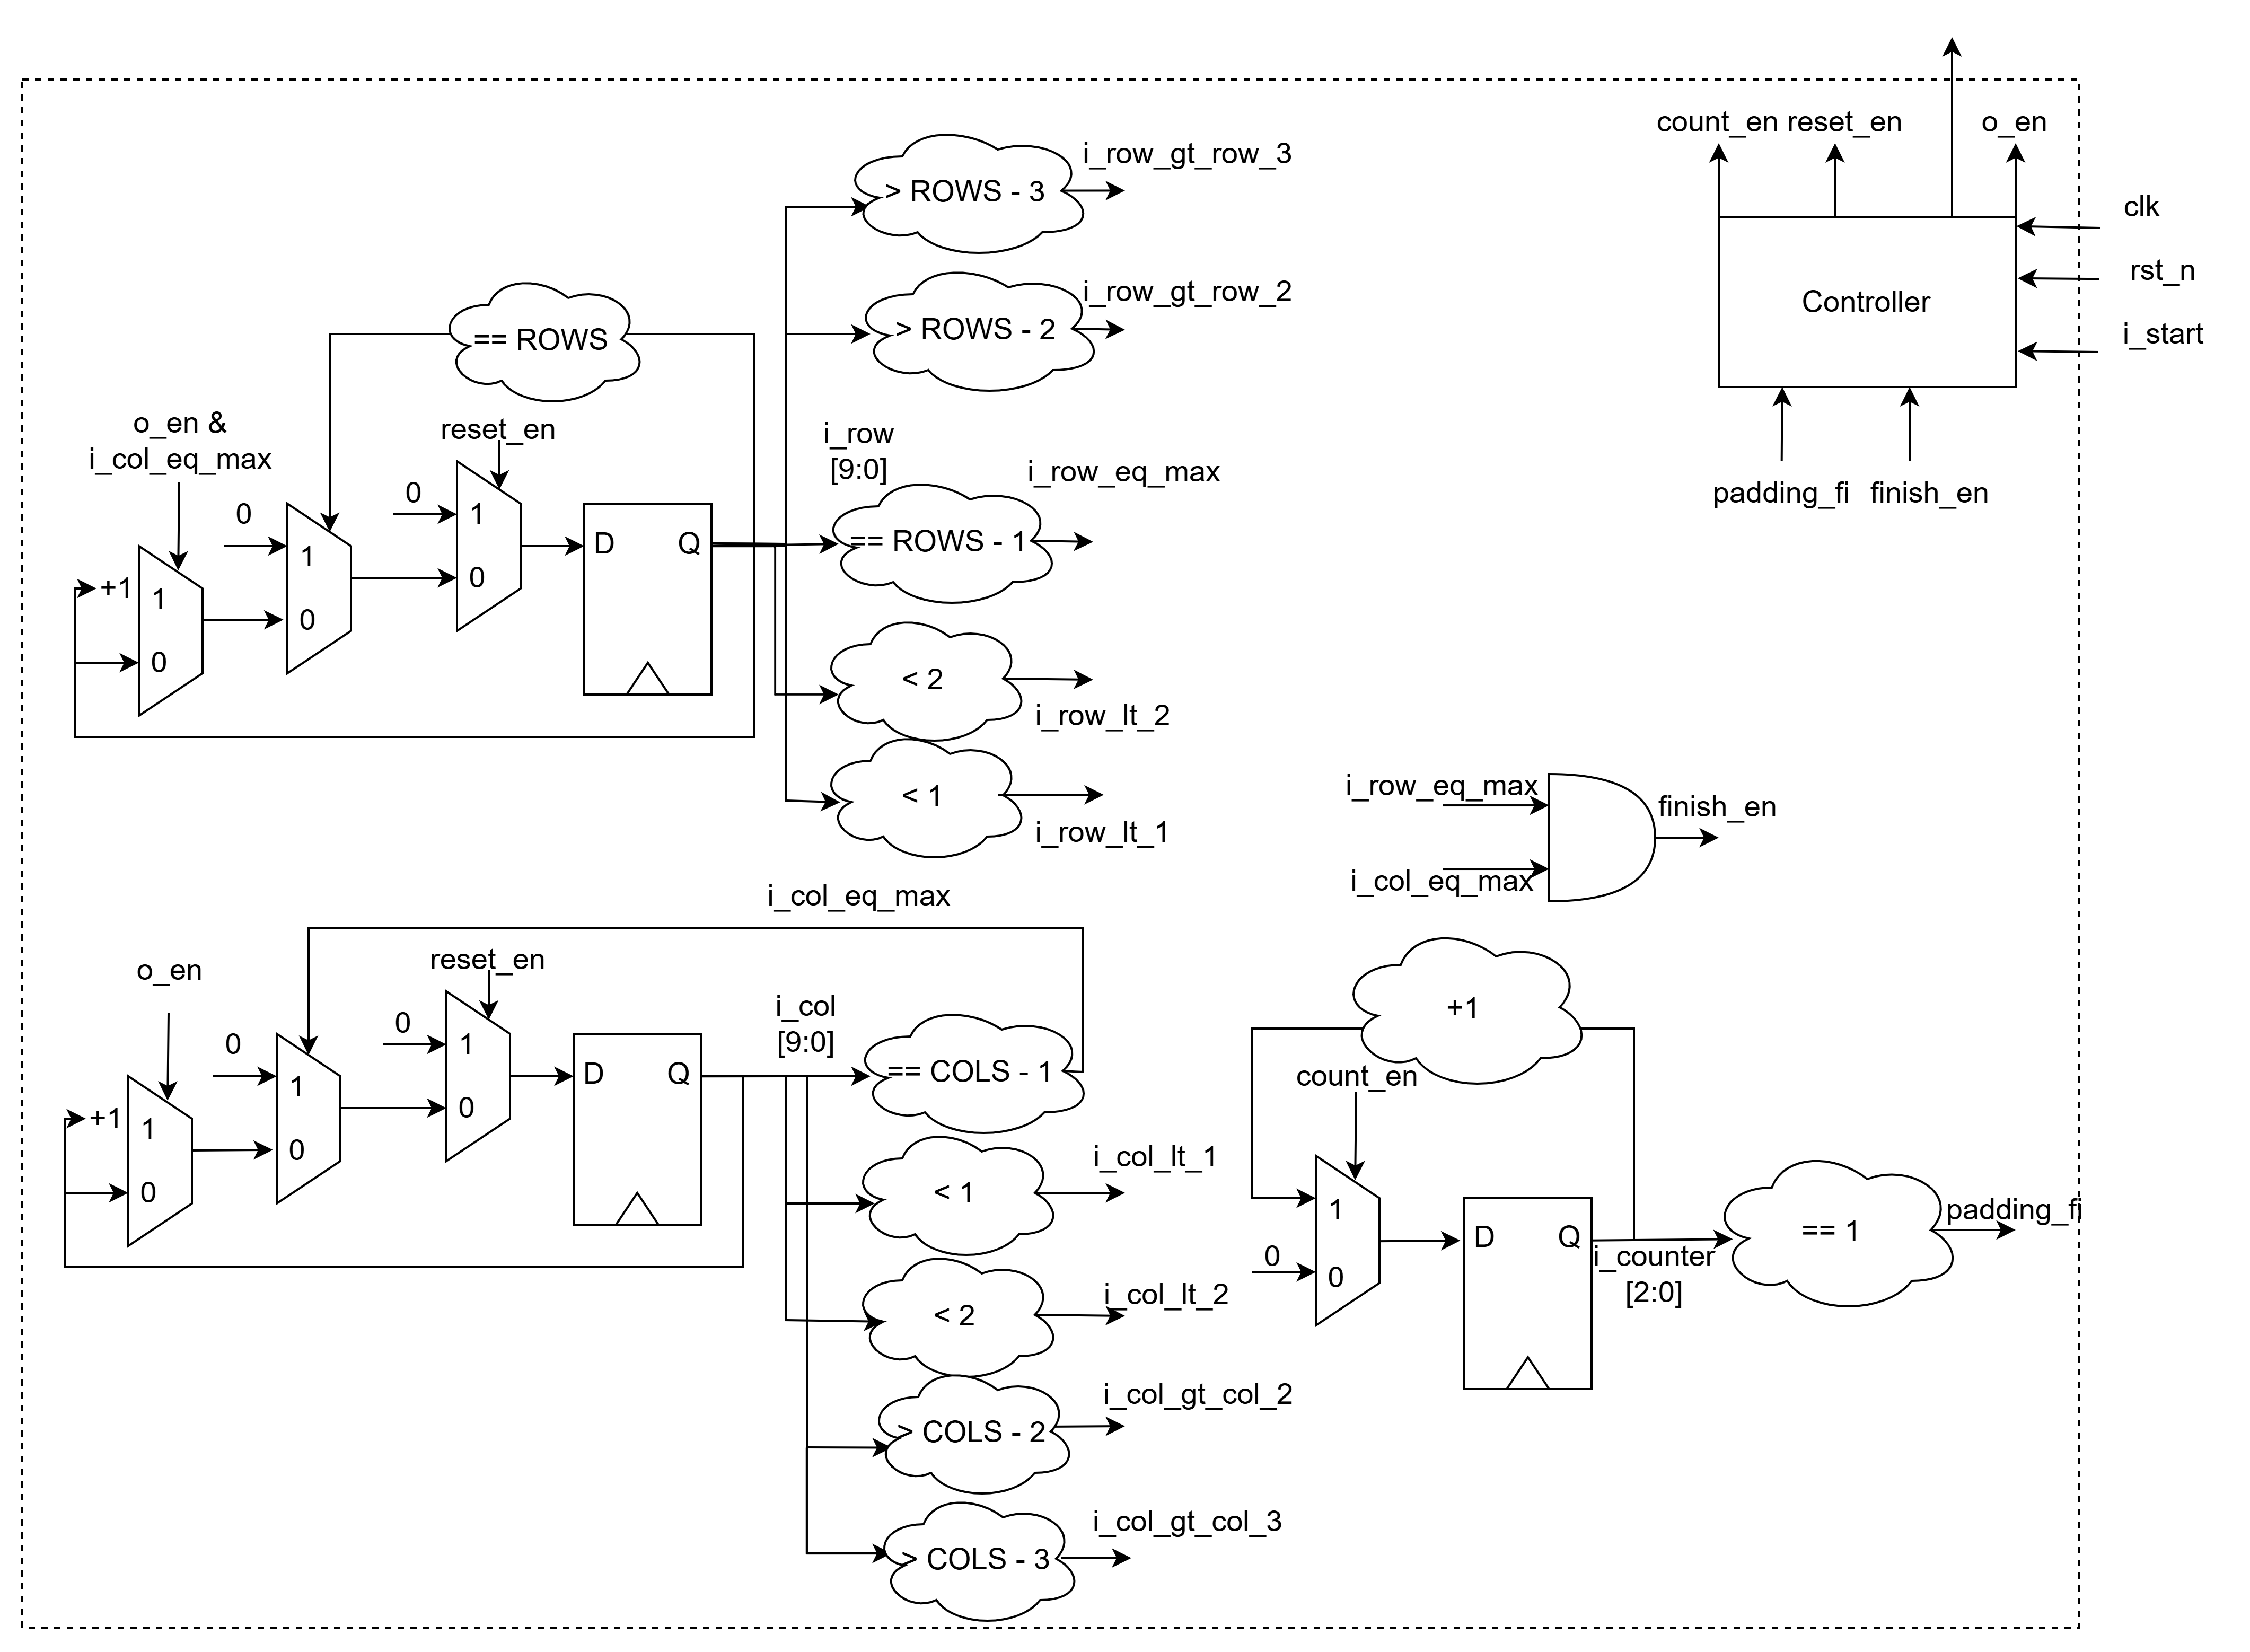 count_en reset_en o_en
clk
rst_n
i_start
Controller
padding_fi finish_en
> ROWS - 3
i_row_gt_row_3
> ROWS - 2
i_row_gt_row_2
== ROWS
o_en &
i_col_eq_max
reset_en
i_row
[9:0]
i_row_eq_max
0
0
1
1
== ROWS - 1
D Q
+1
1
0
0
0
< 2
i_row_lt_2
< 1
i_row_lt_1
i_row_eq_max
finish_en
i_col_eq_max
i_col_eq_max
o_en
reset_en
i_col
[9:0]
0
0
1
1
== COLS - 1
D Q
+1
1
0
0
0
< 1
i_col_lt_1
< 2
i_col_lt_2
> COLS - 2
i_col_gt_col_2
> COLS - 3
i_col_gt_col_3
+1
count_en
1
0
0
D Q
i_counter
[2:0]
== 1
padding_fi